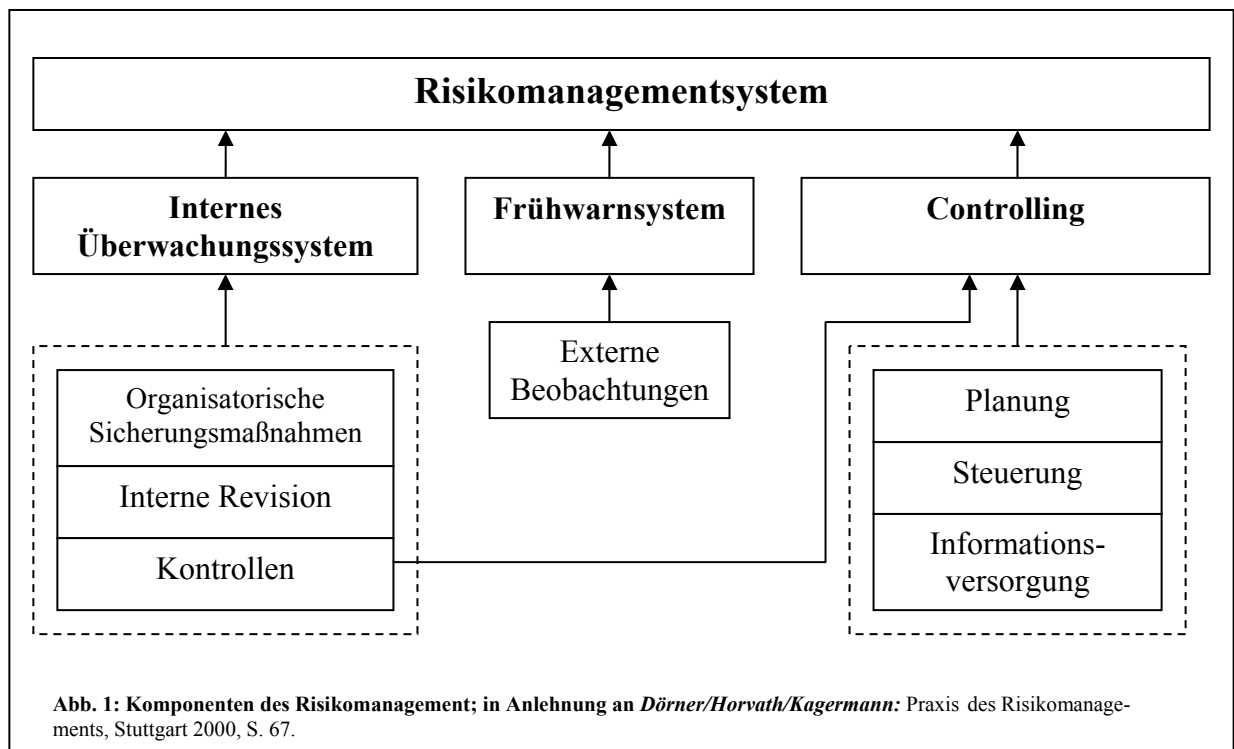 Risikomanagementsystem
Internes
Überwachungssystem
Frühwarnsystem
Controlling
Externe
Beobachtungen
Organisatorische
Sicherungsmaßnahmen
Interne Revision
Kontrollen
Planung
Steuerung
Informations-
versorgung
Abb. 1: Komponenten des Risikomanagement; in Anlehnung an Dörner/Horvath/Kagermann: Praxis des Risikomanage-
ments, Stuttgart 2000, S. 67.